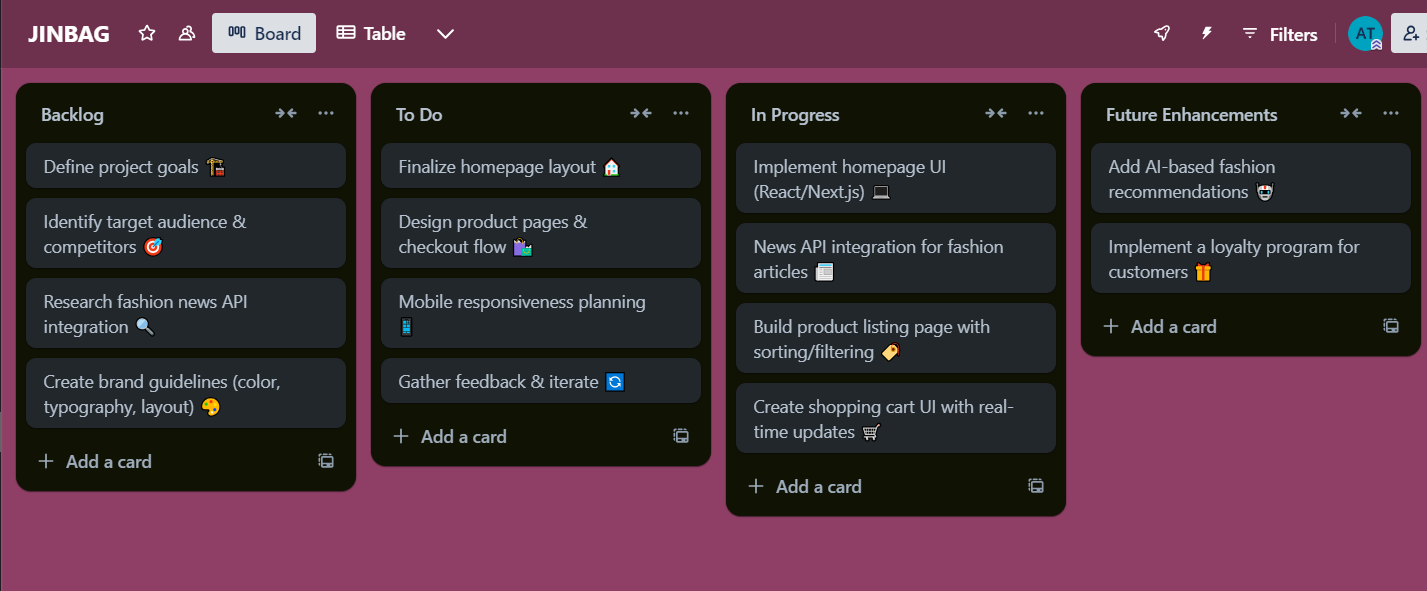 JINBAG
Board
Table
Filters
AT
Backlog
Define project goals 🏗️
Identify target audience &
competitors 🎯
Research fashion news API
integration 🔍
Create brand guidelines (color,
typography, layout) 🎨
+ Add a card
To Do
Finalize homepage layout 🏠
Design product pages &
checkout flow 🛍️
Mobile responsiveness planning
📱
Gather feedback & iterate 🔄
+ Add a card
In Progress
Implement homepage UI
(React/Next.js) 💻
News API integration for fashion
articles 📰
Build product listing page with
sorting/filtering 🏷️
Create shopping cart UI with real-
time updates 🛒
+ Add a card
Future Enhancements
Add AI-based fashion
recommendations 🤖
Implement a loyalty program for
customers 🎁
+ Add a card